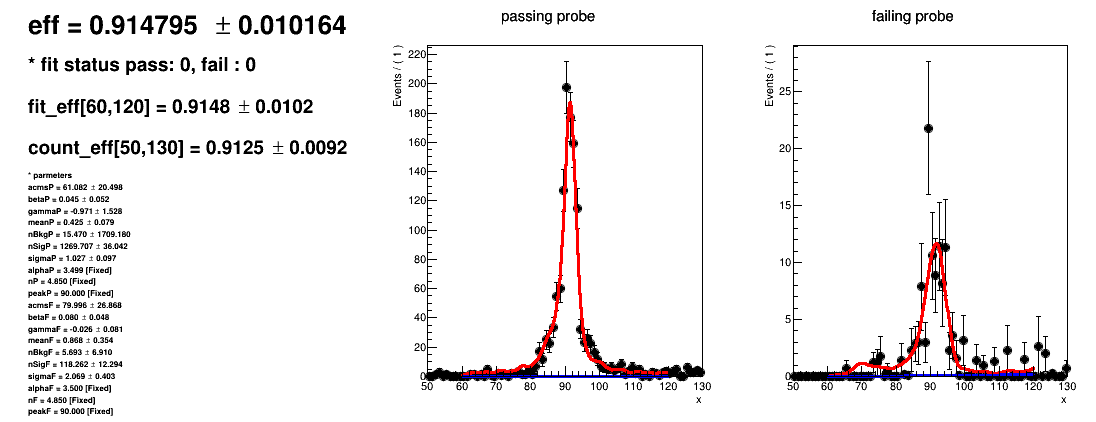 eff = 0.914795 ± 0.010164
* fit status pass: 0, fail : 0
fit_eff[60,120] = 0.9148 ± 0.0102
count_eff[50,130] = 0.9125 ± 0.0092
* parmeters
acmsP = 61.082 ± 20.498
betaP = 0.045 ± 0.052
gammaP = -0.971 ± 1.528
meanP = 0.425 ± 0.079
nBkgP = 15.470 ± 1709.180
nSigP = 1269.707 ± 36.042
sigmaP = 1.027 ± 0.097
alphaP = 3.499 [Fixed]
nP = 4.850 [Fixed]
peakP = 90.000 [Fixed]
acmsF = 79.996 ± 26.868
betaF = 0.080 ± 0.048
gammaF = -0.026 ± 0.081
meanF = 0.868 ± 0.354
nBkgF = 5.693 ± 6.910
nSigF = 118.262 ± 12.294
sigmaF = 2.069 ± 0.403
alphaF = 3.500 [Fixed]
nF = 4.850 [Fixed]
peakF = 90.000 [Fixed]
passing probe
Events / ( 1 )
220
200
180
160
140
120
100
80
60
40
20
0
50 60 70 80 90 100 110 120 130
x
failing probe
Events / ( 1 )
25
20
15
10
5
0
50 60 70 80 90 100 110 120 130
x